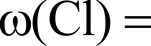 ω(Cl) =